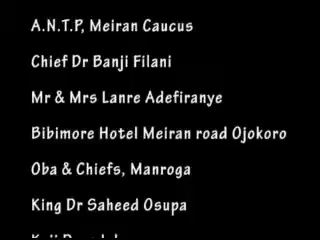 A.N.T.P, Meiran Caucus
Chief Dr Banji Filani
Mr & Mrs Lanre Adefiranye
Bibimore Hotel Meiran road Ojokoro
Oba & Chiefs, Manroga
King Dr Saheed Osupa